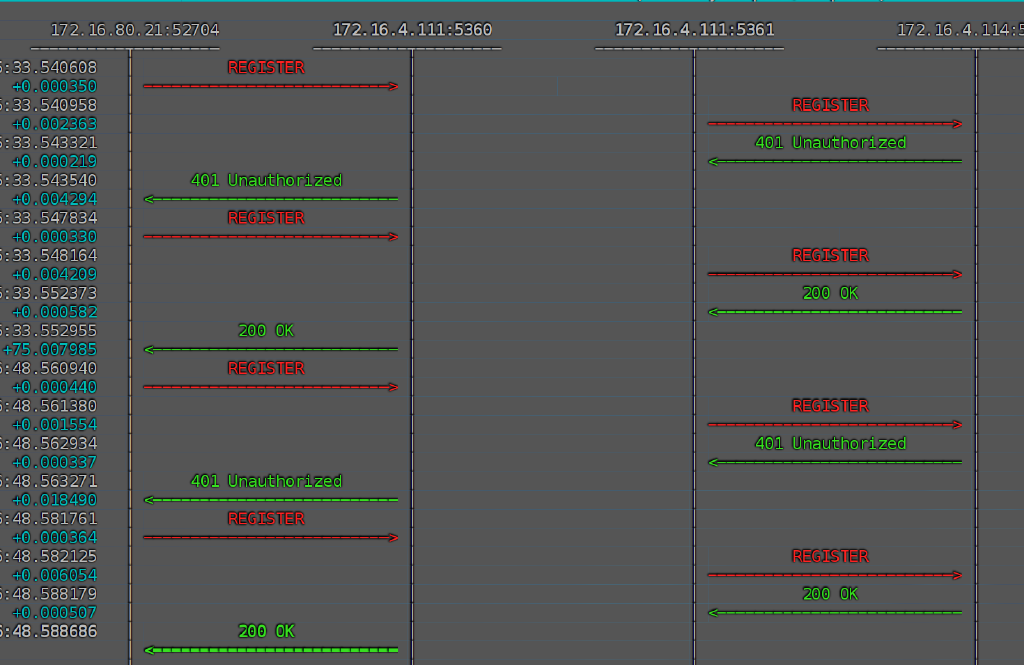 172.16.80.21:52704 172.16.4.111:5360 172.16.4.111:5361 172.16.4.114:5
5:33.540608 REGISTER
+0.000350
5:33.540958 REGISTER
+0.002363
5:33.543321 401 Unauthorized
+0.000219
5:33.543540 401 Unauthorized
+0.004294
5:33.547834 REGISTER
+0.000330
5:33.548164 REGISTER
+0.004209
5:33.552373 200 OK
+0.000582
5:33.552955 200 OK
+75.007985
5:48.560940 REGISTER
+0.000440
5:48.561380 REGISTER
+0.001554
5:48.562934 401 Unauthorized
+0.000337
5:48.563271 401 Unauthorized
+0.018490
5:48.581761 REGISTER
+0.000364
5:48.582125 REGISTER
+0.006054
5:48.588179 200 OK
+0.000507
5:48.588686 200 OK